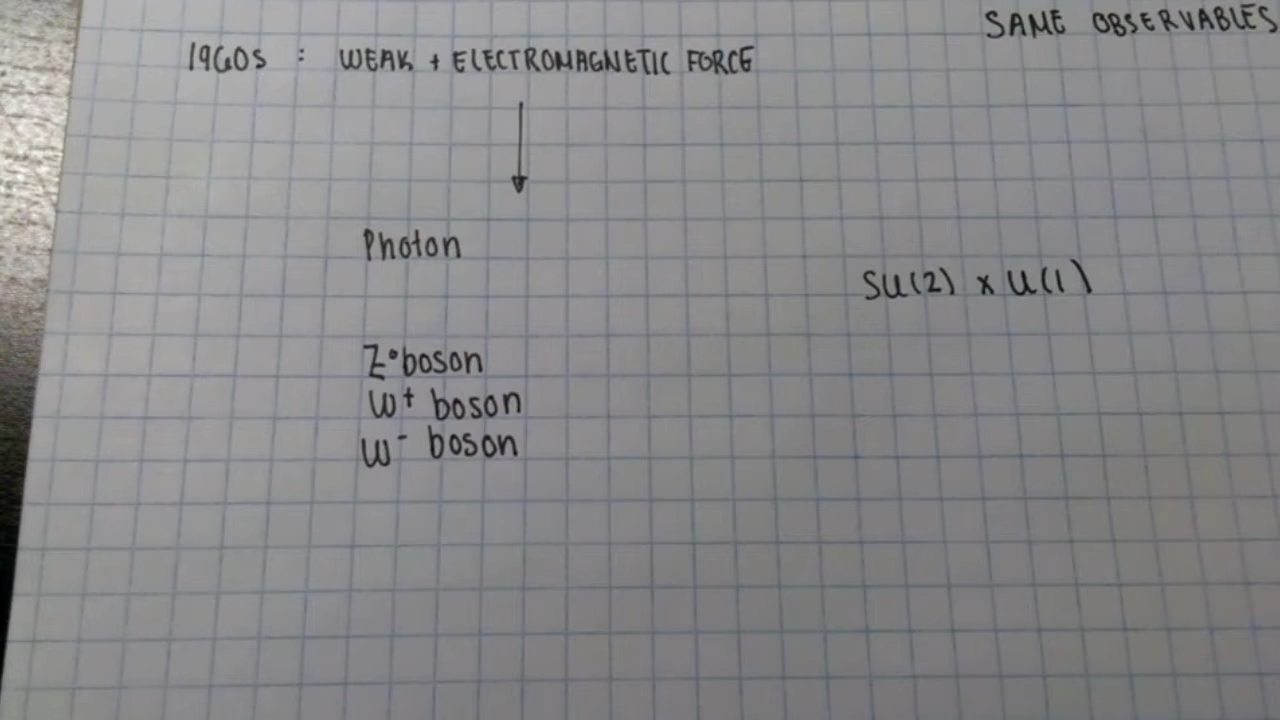 SAME OBSERVABLES
1960s : WEAK + ELECTROMAGNETIC FORCE
Photon
SU(2) x U(1)
Z° boson
W+ boson
W- boson